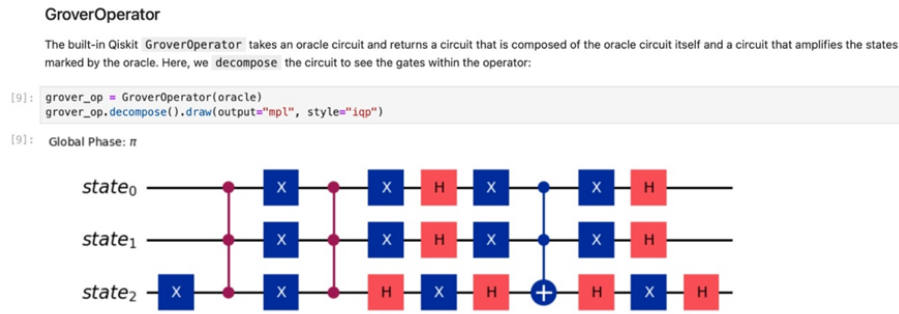 GroverOperator
The built-in Qiskit GroverOperator takes an oracle circuit and returns a circuit that is composed of the oracle circuit itself and a circuit that amplifies the states
marked by the oracle. Here, we decompose the circuit to see the gates within the operator:
[9]: grover_op = GroverOperator(oracle)
grover_op.decompose().draw(output="mpl", style="iqp")
[9]: Global Phase: π
state₀ X X H X X H
state₁ X X H X X H
state₂ X X H X H H X H